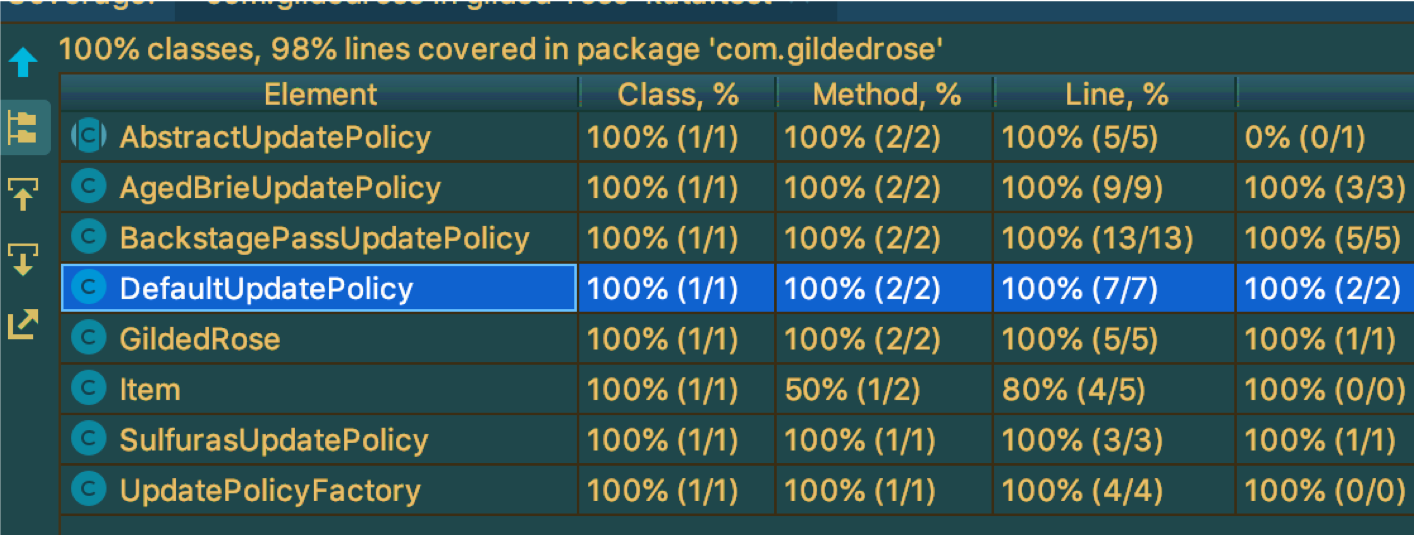 100% classes, 98% lines covered in package 'com.gildedrose'
Element Class, % Method, % Line, %
C AbstractUpdatePolicy 100% (1/1) 100% (2/2) 100% (5/5) 0% (0/1)
C AgedBrieUpdatePolicy 100% (1/1) 100% (2/2) 100% (9/9) 100% (3/3)
C BackstagePassUpdatePolicy 100% (1/1) 100% (2/2) 100% (13/13) 100% (5/5)
C DefaultUpdatePolicy 100% (1/1) 100% (2/2) 100% (7/7) 100% (2/2)
C GildedRose 100% (1/1) 100% (2/2) 100% (5/5) 100% (1/1)
C Item 100% (1/1) 50% (1/2) 80% (4/5) 100% (0/0)
C SulfurasUpdatePolicy 100% (1/1) 100% (1/1) 100% (3/3) 100% (1/1)
C UpdatePolicyFactory 100% (1/1) 100% (1/1) 100% (4/4) 100% (0/0)